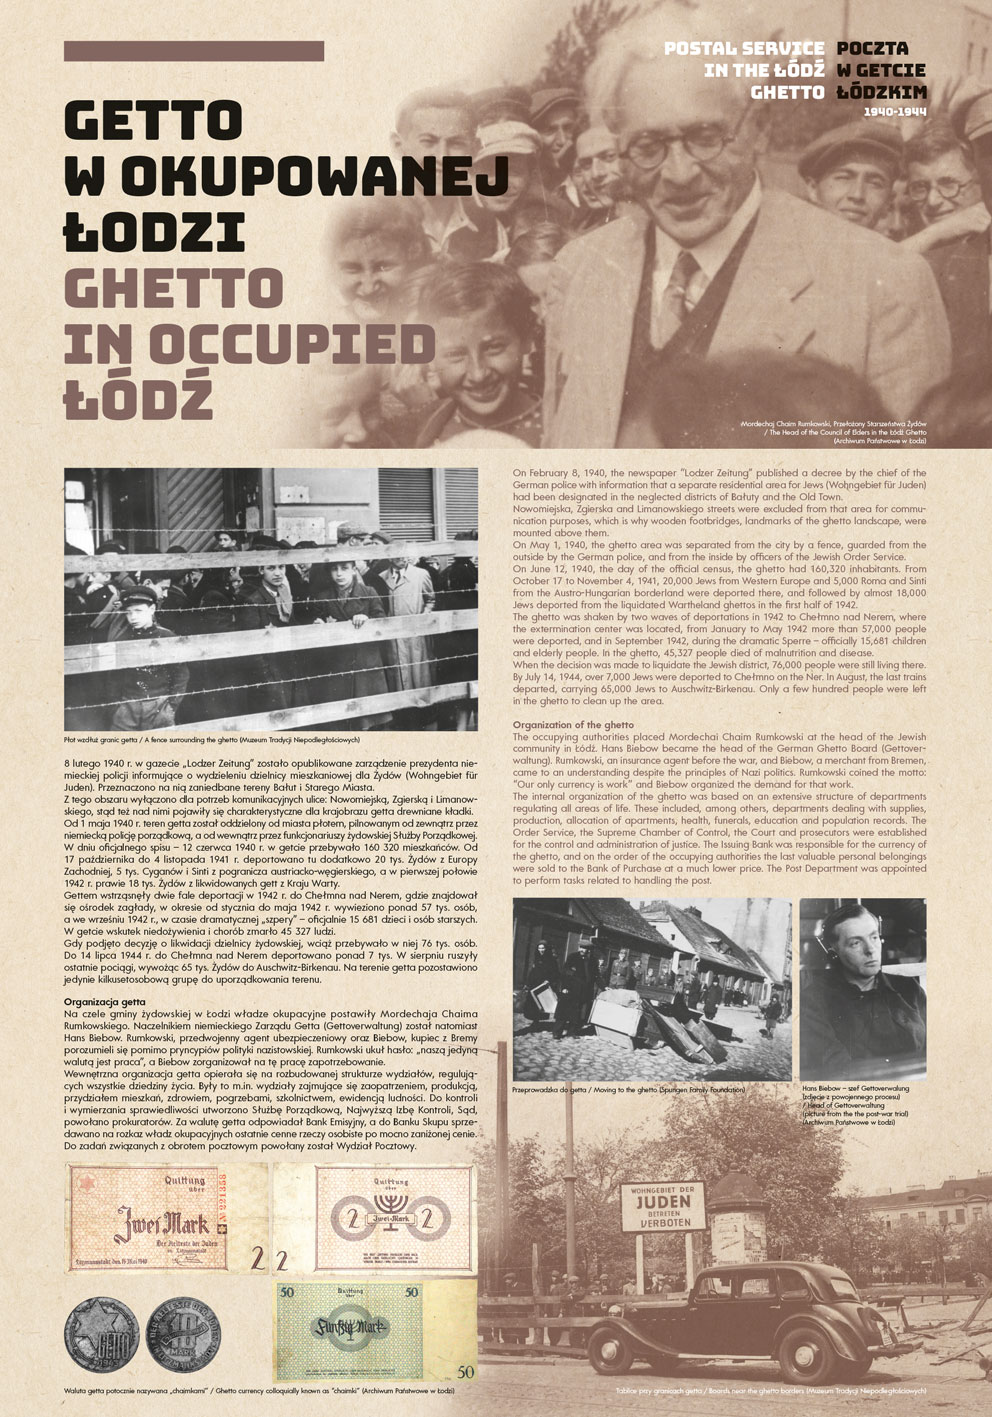 POSTAL SERVICE
IN THE ŁÓDŹ
GHETTO
POCZTA
W GETCIE
ŁÓDZKIM
1940-1944
GETTO
W OKUPOWANEJ
ŁODZI
GHETTO
IN OCCUPIED
ŁÓDŹ
Mordechaj Chaim Rumkowski, Przełożony Starszeństwa Żydów
/ The Head of the Council of Elders in the Łódź Ghetto
(Archiwum Państwowe w Łodzi)
Płot wzdłuż granic getta / A fence surrounding the ghetto (Muzeum Tradycji Niepodległościowych)
8 lutego 1940 r. w gazecie „Lodzer Zeitung” zostało opublikowane zarządzenie prezydenta nie-
mieckiej policji informujące o wydzieleniu dzielnicy mieszkaniowej dla Żydów (Wohngebiet für
Juden). Przeznaczono na nią zaniedbane tereny Bałut i Starego Miasta.
Z tego obszaru wyłączono dla potrzeb komunikacyjnych ulice: Nowomiejską, Zgierską i Limanow-
skiego, stąd też nad nimi pojawiły się charakterystyczne dla krajobrazu getta drewniane kładki.
Od 1 maja 1940 r. teren getta został oddzielony od miasta płotem, pilnowanym od zewnątrz przez
niemiecką policję porządkową, a od wewnątrz przez funkcjonariuszy żydowskiej Służby Porządkowej.
W dniu oficjalnego spisu – 12 czerwca 1940 r. w getcie przebywało 160 320 mieszkańców. Od
17 października do 4 listopada 1941 r. deportowano tu dodatkowo 20 tys. Żydów z Europy
Zachodniej, 5 tys. Cyganów i Sinti z pogranicza austriacko-węgierskiego, a w pierwszej połowie
1942 r. prawie 18 tys. Żydów z likwidowanych gett z Kraju Warty.
Gettem wstrząsnęły dwie fale deportacji w 1942 r. do Chełmna nad Nerem, gdzie znajdował
się ośrodek zagłady, w okresie od stycznia do maja 1942 r. wywieziono ponad 57 tys. osób,
a we wrześniu 1942 r., w czasie dramatycznej „szpery” – oficjalnie 15 681 dzieci i osób starszych.
W getcie wskutek niedożywienia i chorób zmarło 45 327 ludzi.
Gdy podjęto decyzję o likwidacji dzielnicy żydowskiej, wciąż przebywało w niej 76 tys. osób.
Do 14 lipca 1944 r. do Chełmna nad Nerem deportowano ponad 7 tys. W sierpniu ruszyły
ostatnie pociągi, wywożąc 65 tys. Żydów do Auschwitz-Birkenau. Na terenie getta pozostawiono
jedynie kilkusetosobową grupę do uporządkowania terenu.
Organizacja getta
Na czele gminy żydowskiej w Łodzi władze okupacyjne postawiły Mordechaja Chaima
Rumkowskiego. Naczelnikiem niemieckiego Zarządu Getta (Gettoverwaltung) został natomiast
Hans Biebow. Rumkowski, przedwojenny agent ubezpieczeniowy oraz Biebow, kupiec z Bremy
porozumieli się pomimo pryncypiów polityki nazistowskiej. Rumkowski ukuł hasło: „naszą jedyną
walutą jest praca”, a Biebow zorganizował na tę pracę zapotrzebowanie.
Wewnętrzna organizacja getta opierała się na rozbudowanej strukturze wydziałów, regulują-
cych wszystkie dziedziny życia. Były to m.in. wydziały zajmujące się zaopatrzeniem, produkcją,
przydziałem mieszkań, zdrowiem, pogrzebami, szkolnictwem, ewidencją ludności. Do kontroli
i wymierzania sprawiedliwości utworzono Służbę Porządkową, Najwyższą Izbę Kontroli, Sąd,
powołano prokuratorów. Za walutę getta odpowiadał Bank Emisyjny, a do Banku Skupu sprze-
dawano na rozkaz władz okupacyjnych ostatnie cenne rzeczy osobiste po mocno zaniżonej cenie.
Do zadań związanych z obrotem pocztowym powołany został Wydział Pocztowy.
On February 8, 1940, the newspaper “Lodzer Zeitung” published a decree by the chief of the
German police with information that a separate residential area for Jews (Wohngebiet für Juden)
had been designated in the neglected districts of Bałuty and the Old Town.
Nowomiejska, Zgierska and Limanowskiego streets were excluded from that area for commu-
nication purposes, which is why wooden footbridges, landmarks of the ghetto landscape, were
mounted above them.
On May 1, 1940, the ghetto area was separated from the city by a fence, guarded from the
outside by the German police, and from the inside by officers of the Jewish Order Service.
On June 12, 1940, the day of the official census, the ghetto had 160,320 inhabitants. From
October 17 to November 4, 1941, 20,000 Jews from Western Europe and 5,000 Roma and Sinti
from the Austro-Hungarian borderland were deported there, and followed by almost 18,000
Jews deported from the liquidated Wartheland ghettos in the first half of 1942.
The ghetto was shaken by two waves of deportations in 1942 to Chełmno nad Nerem, where
the extermination center was located, from January to May 1942 more than 57,000 people
were deported, and in September 1942, during the dramatic Sperre – officially 15,681 children
and elderly people. In the ghetto, 45,327 people died of malnutrition and disease.
When the decision was made to liquidate the Jewish district, 76,000 people were still living there.
By July 14, 1944, over 7,000 Jews were deported to Chełmno on the Ner. In August, the last trains
departed, carrying 65,000 Jews to Auschwitz-Birkenau. Only a few hundred people were left
in the ghetto to clean up the area.
Organization of the ghetto
The occupying authorities placed Mordechai Chaim Rumkowski at the head of the Jewish
community in Łódź. Hans Biebow became the head of the German Ghetto Board (Gettover-
waltung). Rumkowski, an insurance agent before the war, and Biebow, a merchant from Bremen,
came to an understanding despite the principles of Nazi politics. Rumkowski coined the motto:
“Our only currency is work” and Biebow organized the demand for that work.
The internal organization of the ghetto was based on an extensive structure of departments
regulating all areas of life. These included, among others, departments dealing with supplies,
production, allocation of apartments, health, funerals, education and population records. The
Order Service, the Supreme Chamber of Control, the Court and prosecutors were established
for the control and administration of justice. The Issuing Bank was responsible for the currency of
the ghetto, and on the order of the occupying authorities the last valuable personal belongings
were sold to the Bank of Purchase at a much lower price. The Post Department was appointed
to perform tasks related to handling the post.
Przeprowadzka do getta / Moving to the ghetto (Spungen Family Foundation)
Hans Biebow – szef Gettoverwalung
(zdjęcie z powojennego procesu)
/ Head of Gettoverwaltung
(picture from the the post-war trial)
(Archiwum Państwowe w Łodzi)
Quittung
über
Zwei Mark
Der Aelteste der Juden
in Litzmannstadt
Litzmannstadt, den 15. Mai 1940
2
Quittung
über
2 Zwei Mark 2
2
50 Quittung 50
über
Fünfzig Mark
50
GETTO
1943
10
MARK
WOHNGEBIET DER
JUDEN
BETRETEN
VERBOTEN
Waluta getta potocznie nazywana „chaimkami” / Ghetto currency colloquially known as “chaimki” (Archiwum Państwowe w Łodzi)
Tablice przy granicach getta / Boards near the ghetto borders (Muzeum Tradycji Niepodległościowych)